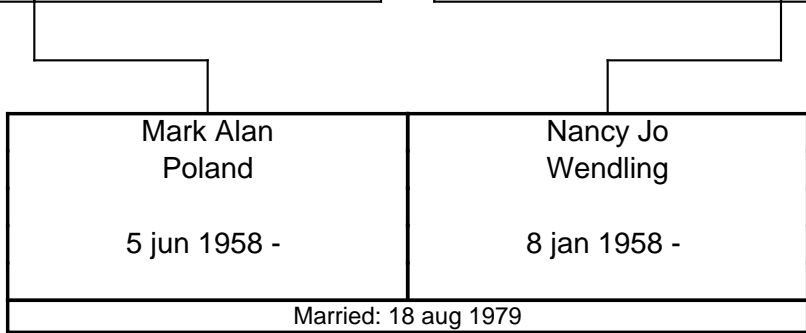 Mark Alan
Poland
5 jun 1958 -
Nancy Jo
Wendling
8 jan 1958 -
Married: 18 aug 1979